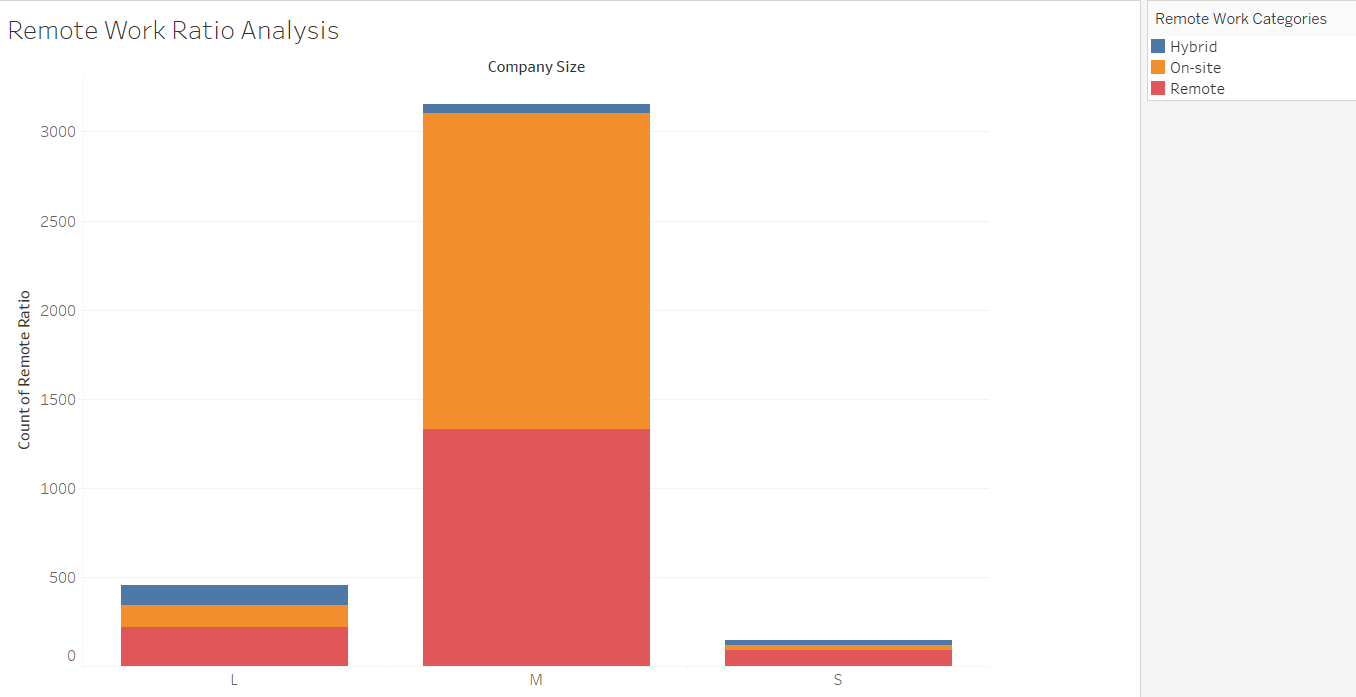 Remote Work Ratio Analysis
Company Size
Count of Remote Ratio
3000
2500
2000
1500
1000
500
0
L
M
S
Remote Work Categories
Hybrid
On-site
Remote